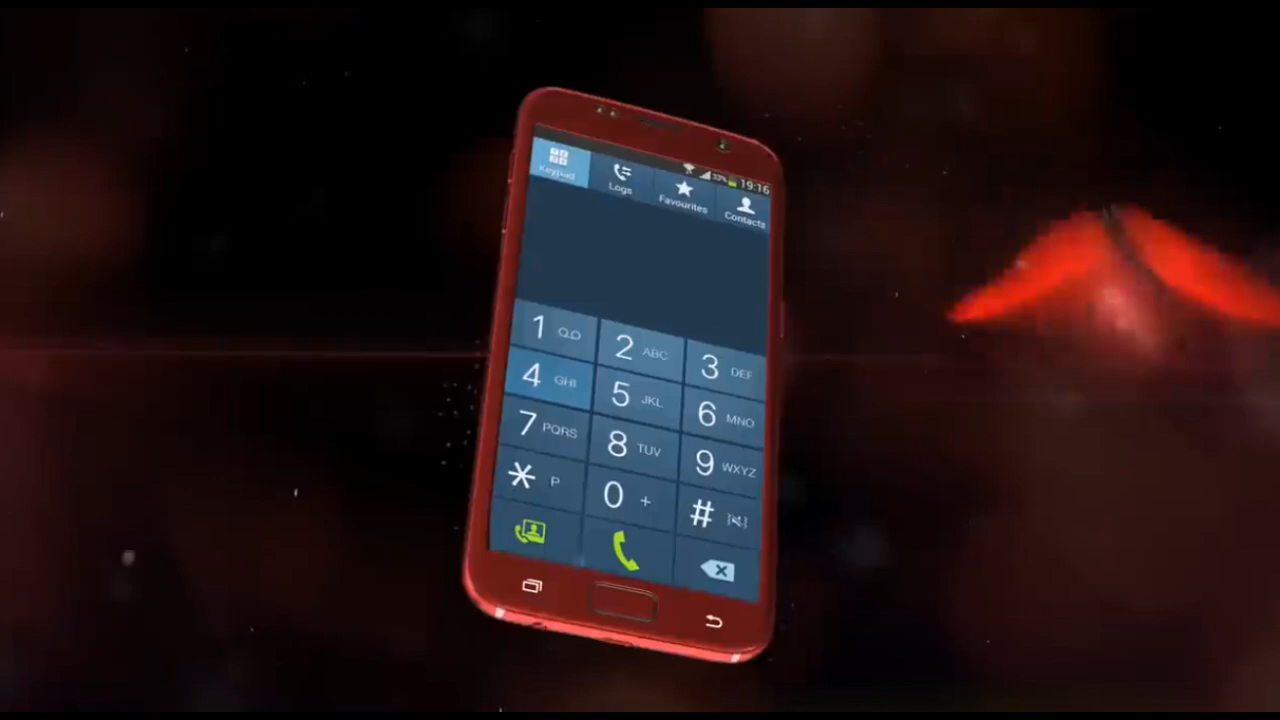 33% 19:16
Keypad Logs Favourites Contacts
1 2 ABC 3 DEF
4 GHI 5 JKL 6 MNO
7 PQRS 8 TUV 9 WXYZ
* P 0 + #